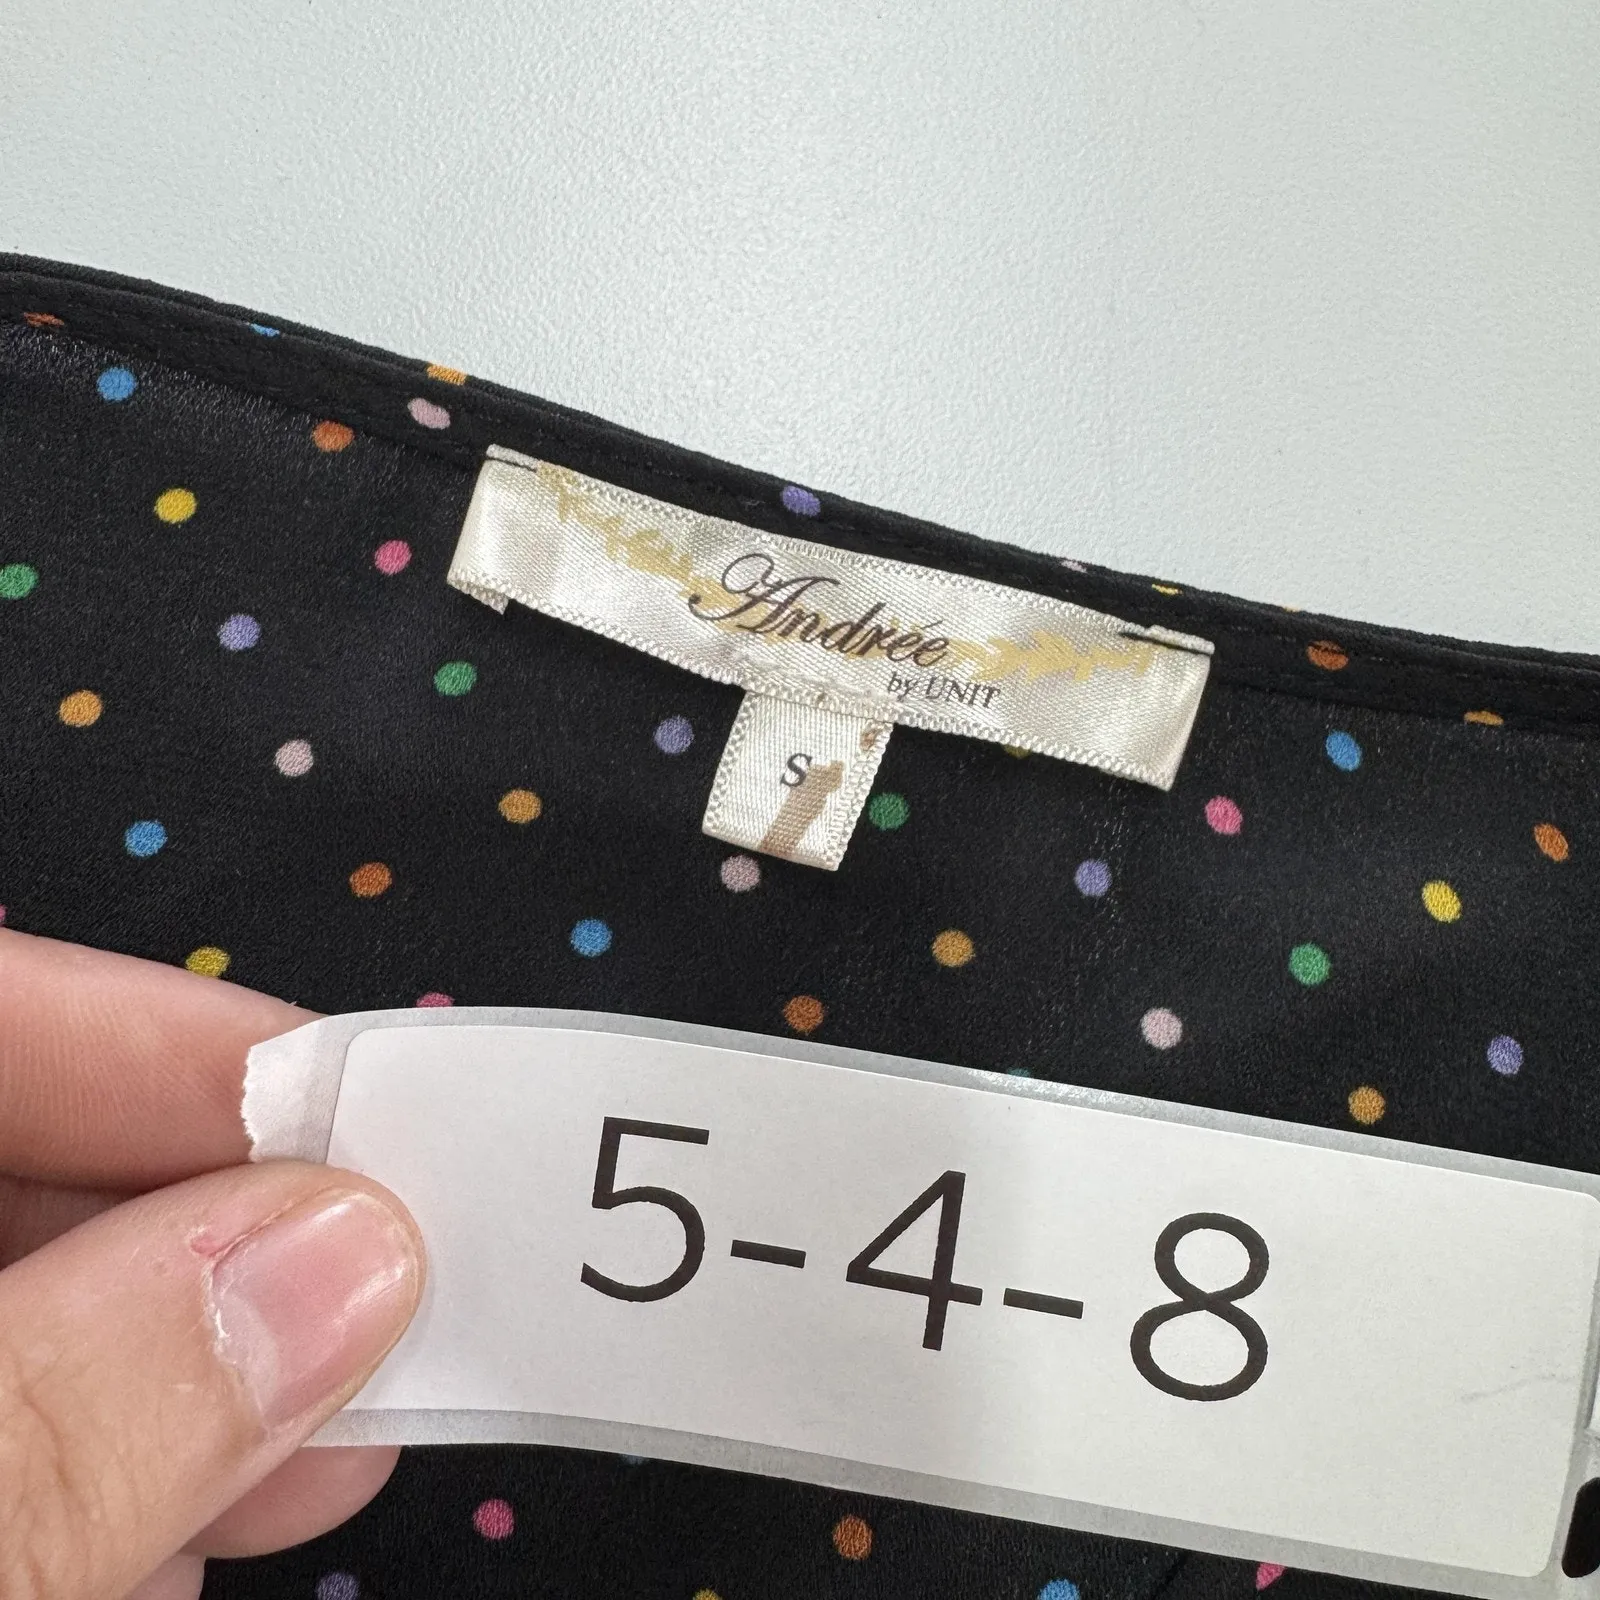 Andrée
by UNIT
S
5-4-8